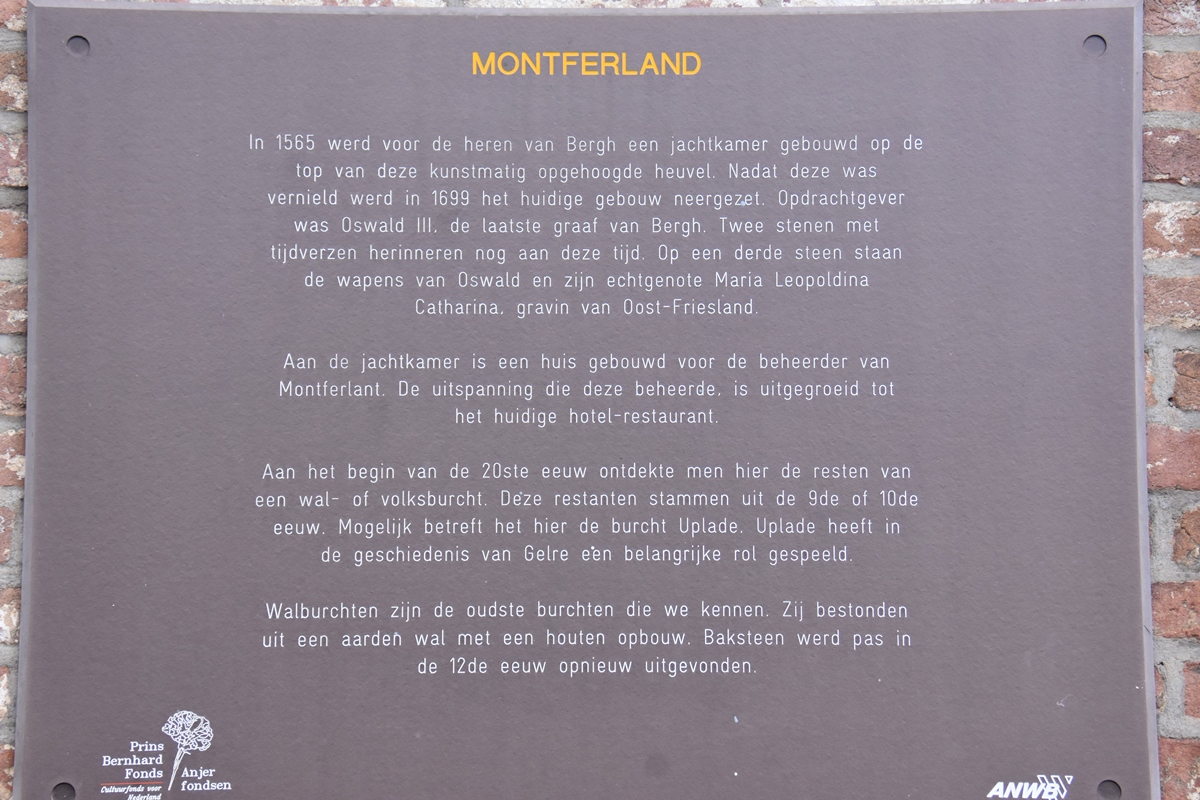 MONTFERLAND
In 1565 werd voor de heren van Bergh een jachtkamer gebouwd op de
top van deze kunstmatig opgehoogde heuvel. Nadat deze was
vernield werd in 1699 het huidige gebouw neergezet. Opdrachtgever
was Oswald III, de laatste graaf van Bergh. Twee stenen met
tijdverzen herinneren nog aan deze tijd. Op een derde steen staan
de wapens van Oswald en zijn echtgenote Maria Leopoldina
Catharina, gravin van Oost-Friesland.
Aan de jachtkamer is een huis gebouwd voor de beheerder van
Montferlant. De uitspanning die deze beheerde, is uitgegroeid tot
het huidige hotel-restaurant.
Aan het begin van de 20ste eeuw ontdekte men hier de resten van
een wal- of volksburcht. Deze restanten stammen uit de 9de of 10de
eeuw. Mogelijk betreft het hier de burcht Uplade. Uplade heeft in
de geschiedenis van Gelre een belangrijke rol gespeeld.
Walburchten zijn de oudste burchten die we kennen. Zij bestonden
uit een aarden wal met een houten opbouw. Baksteen werd pas in
de 12de eeuw opnieuw uitgevonden.
Prins
Bernhard
Fonds
Cultuurfonds voor
Nederland
Anjer
fondsen
ANWB